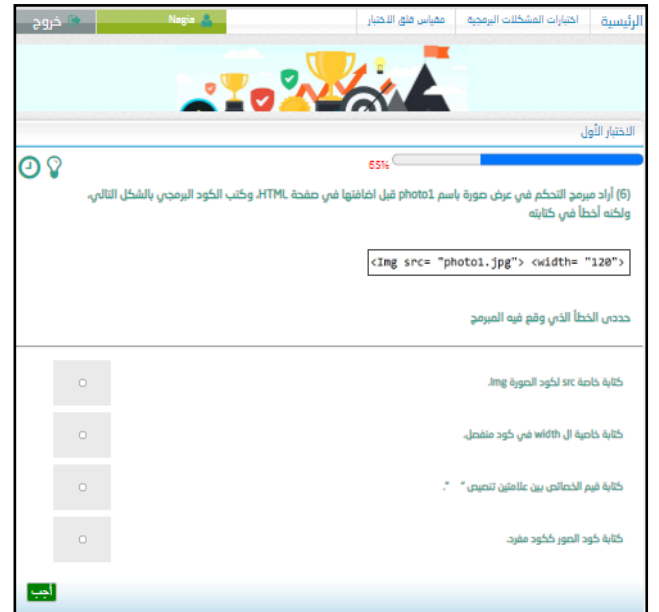 الرئيسية
اختبارات المشكلات البرمجية
مقياس قلق الاختبار
Nagia
خروج
الاختبار الأول
65%
(6) أراد مبرمج التحكم في عرض صورة باسم photo1 قبل اضافتها في صفحة HTML، وكتب الكود البرمجي بالشكل التالي،
ولكنه أخطأ في كتابته
<Img src= "photo1.jpg"> <width= "120">
حددى الخطأ الذي وقع فيه المبرمج
كتابة خاصة src لكود الصورة Img.
كتابة خاصية ال width في كود منفصل.
كتابة قيم الخصائص بين علامتين تنصيص " ".
كتابة كود الصور ككود مفرد.
أجب